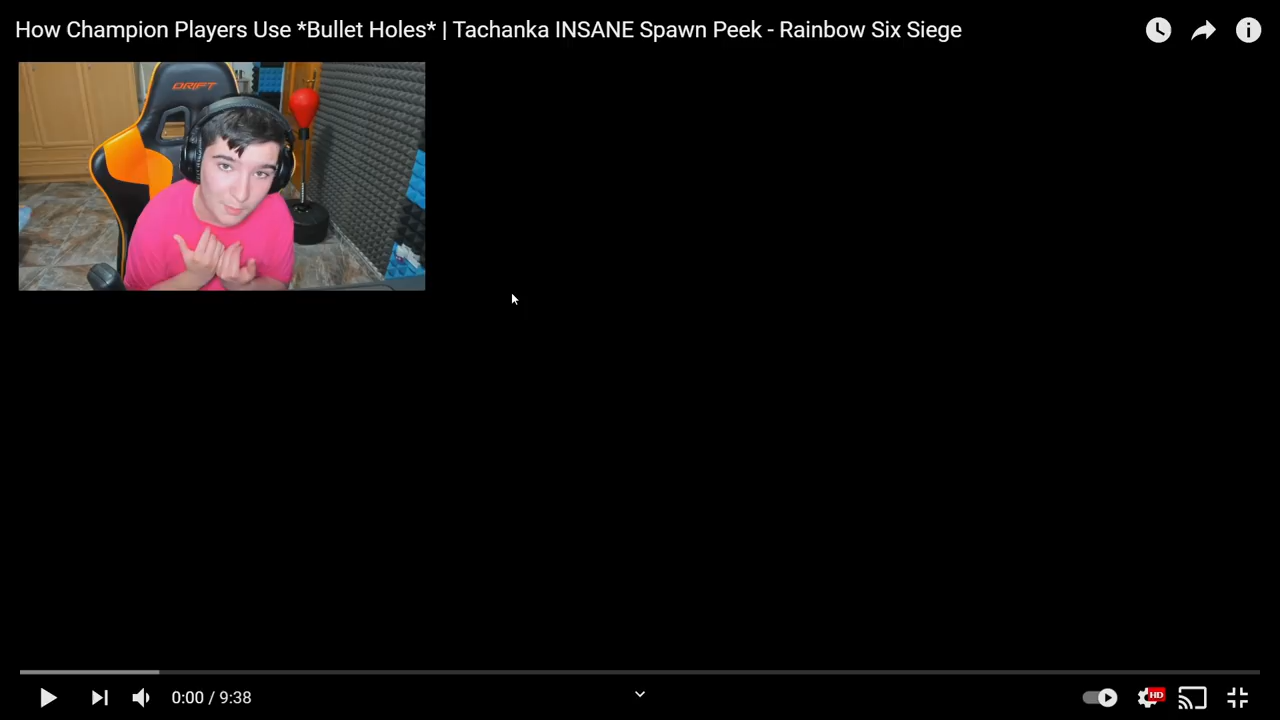 How Champion Players Use *Bullet Holes* | Tachanka INSANE Spawn Peek - Rainbow Six Siege
DRIFT
0:00 / 9:38
HD